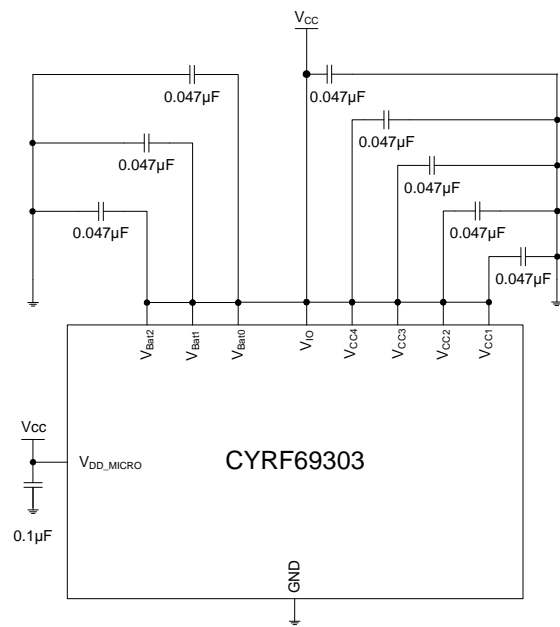 VCC
0.047µF
0.047µF
0.047µF
0.047µF
0.047µF
0.047µF
0.047µF
0.047µF
VBat2
VBat1
VBat0
VIO
VCC4
VCC3
VCC2
VCC1
Vcc
VDD_MICRO
CYRF69303
0.1µF
GND